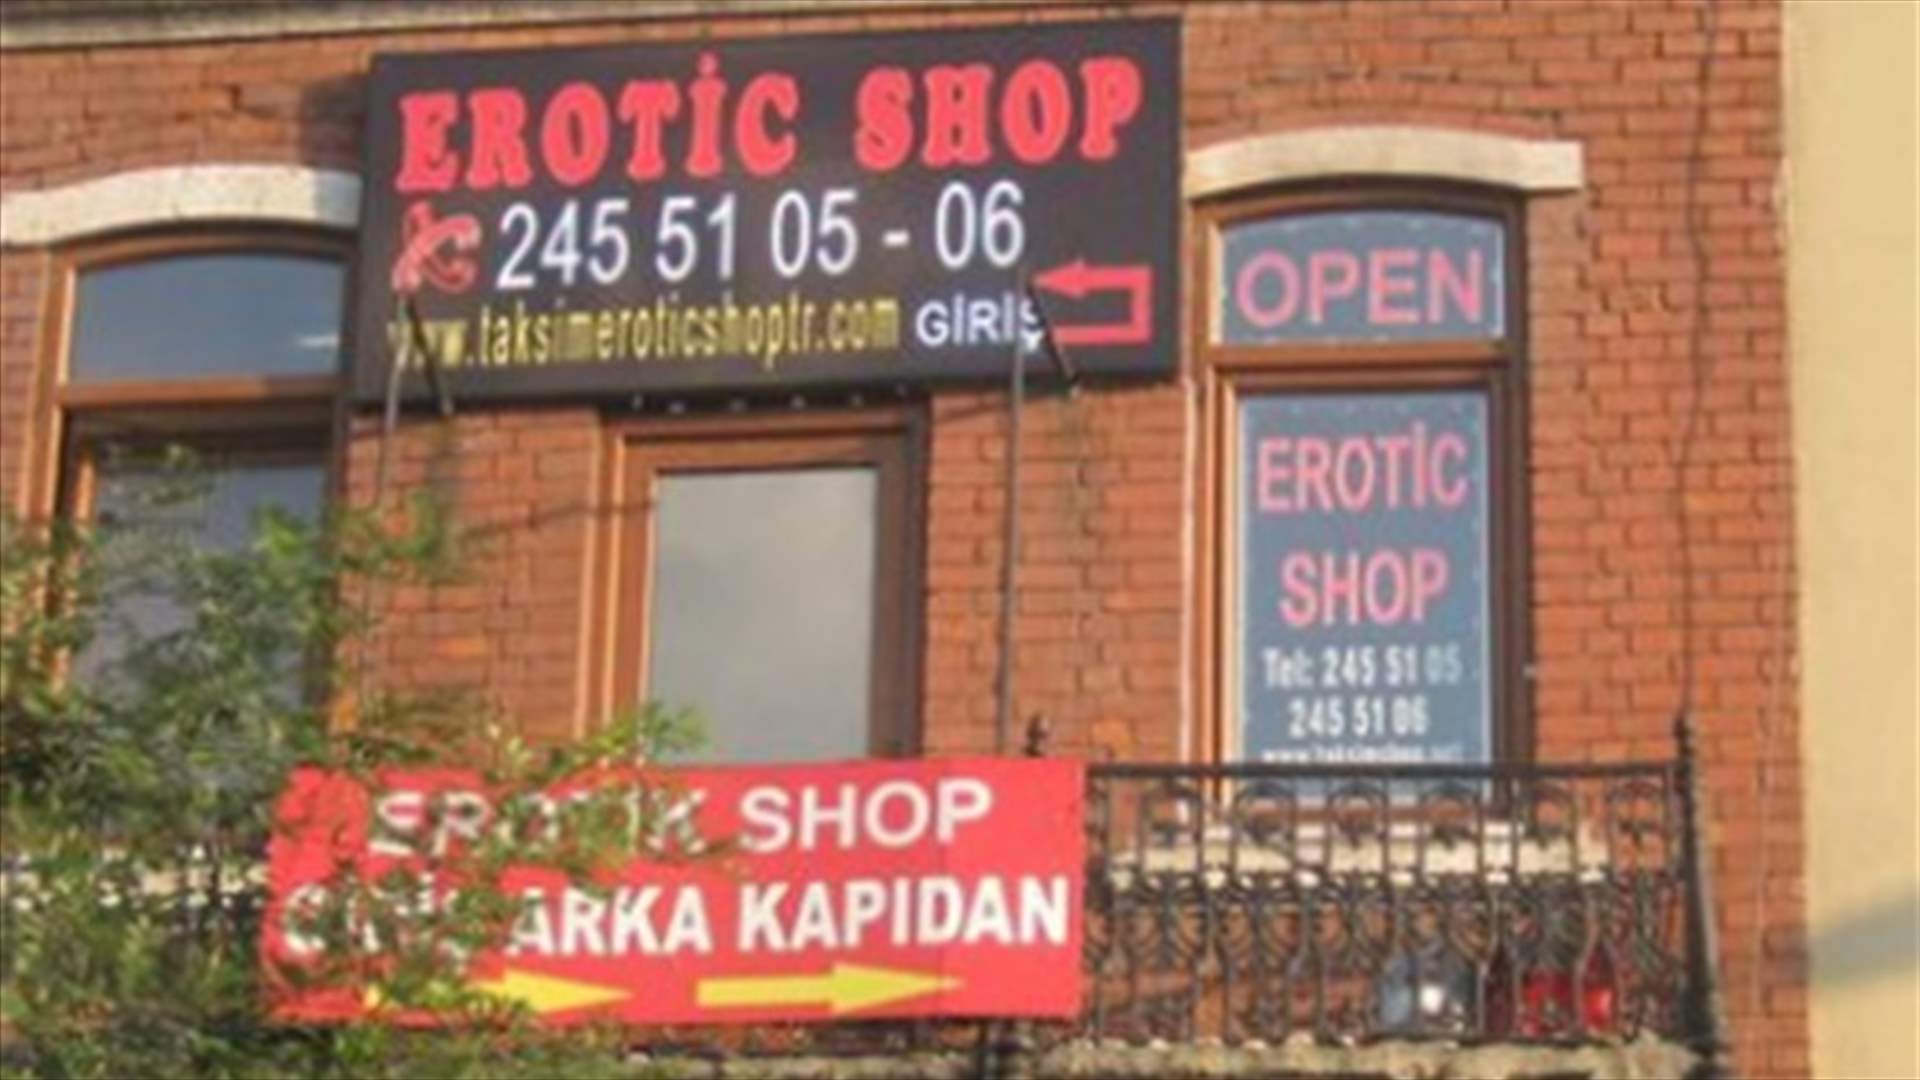 EROTİC SHOP
245 51 05 - 06
www.taksimeroticshoptr.com GİRİŞ
OPEN
EROTİC
SHOP
Tel: 245 51 05
245 51 06
EROTIK SHOP
ARKA KAPIDAN